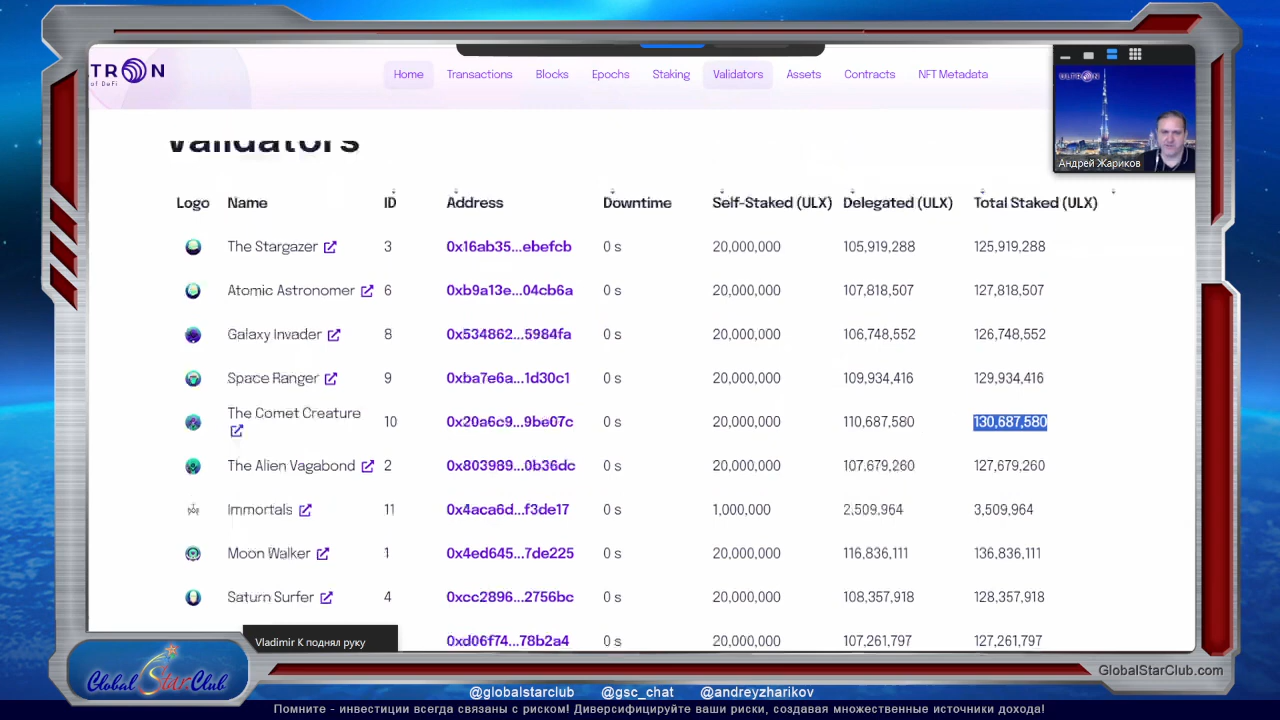 TRON
of DeFi
Home Transactions Blocks Epochs Staking Validators Assets Contracts NFT Metadata
ULTRON
Андрей Жариков
Validators
Logo Name ID Address Downtime Self-Staked (ULX) Delegated (ULX) Total Staked (ULX)
The Stargazer 3 0x16ab35...ebefcb 0 s 20,000,000 105,919,288 125,919,288
Atomic Astronomer 6 0xb9a13e...04cb6a 0 s 20,000,000 107,818,507 127,818,507
Galaxy Invader 8 0x534862...5984fa 0 s 20,000,000 106,748,552 126,748,552
Space Ranger 9 0xba7e6a...1d30c1 0 s 20,000,000 109,934,416 129,934,416
The Comet Creature 10 0x20a6c9...9be07c 0 s 20,000,000 110,687,580 130,687,580
The Alien Vagabond 2 0x803989...0b36dc 0 s 20,000,000 107,679,260 127,679,260
Immortals 11 0x4aca6d...f3de17 0 s 1,000,000 2,509,964 3,509,964
Moon Walker 1 0x4ed645...7de225 0 s 20,000,000 116,836,111 136,836,111
Saturn Surfer 4 0xcc2896...2756bc 0 s 20,000,000 108,357,918 128,357,918
0xd06f74...78b2a4 0 s 20,000,000 107,261,797 127,261,797
Vladimir K поднял руку
Global Star Club
GlobalStarClub.com
@globalstarclub @gsc_chat @andreyzharikov
Помните - инвестиции всегда связаны с риском! Диверсифицируйте ваши риски, создавая множественные источники дохода!